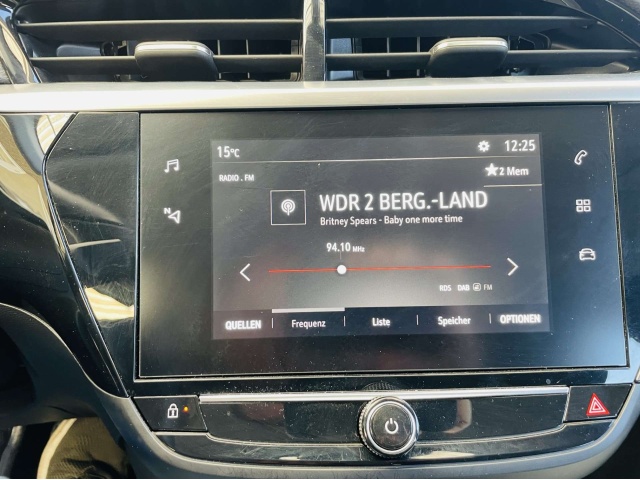 15°C 12:25
RADIO . FM ★2 Mem
WDR 2 BERG.-LAND
Britney Spears - Baby one more time
94.10 MHz
RDS DAB FM
QUELLEN Frequenz Liste Speicher OPTIONEN
N